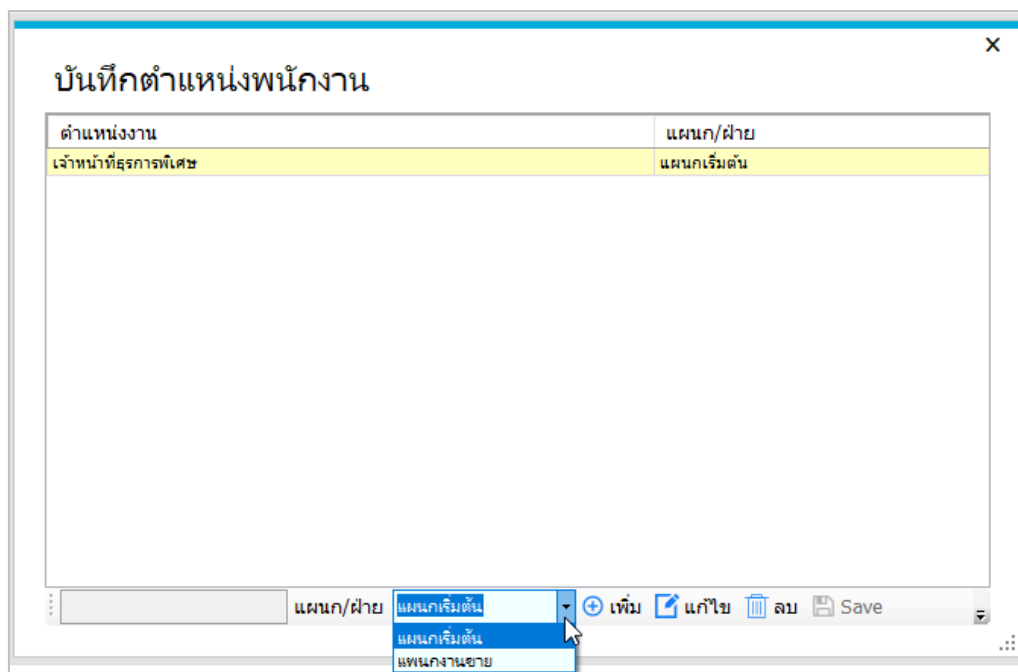 บันทึกตำแหน่งพนักงาน
ตำแหน่งงาน แผนก/ฝ่าย
เจ้าหน้าที่ธุรการพิเศษ แผนกเริ่มต้น
แผนก/ฝ่าย แผนกเริ่มต้น เพิ่ม แก้ไข ลบ Save
แผนกเริ่มต้น
แพนกงานขาย